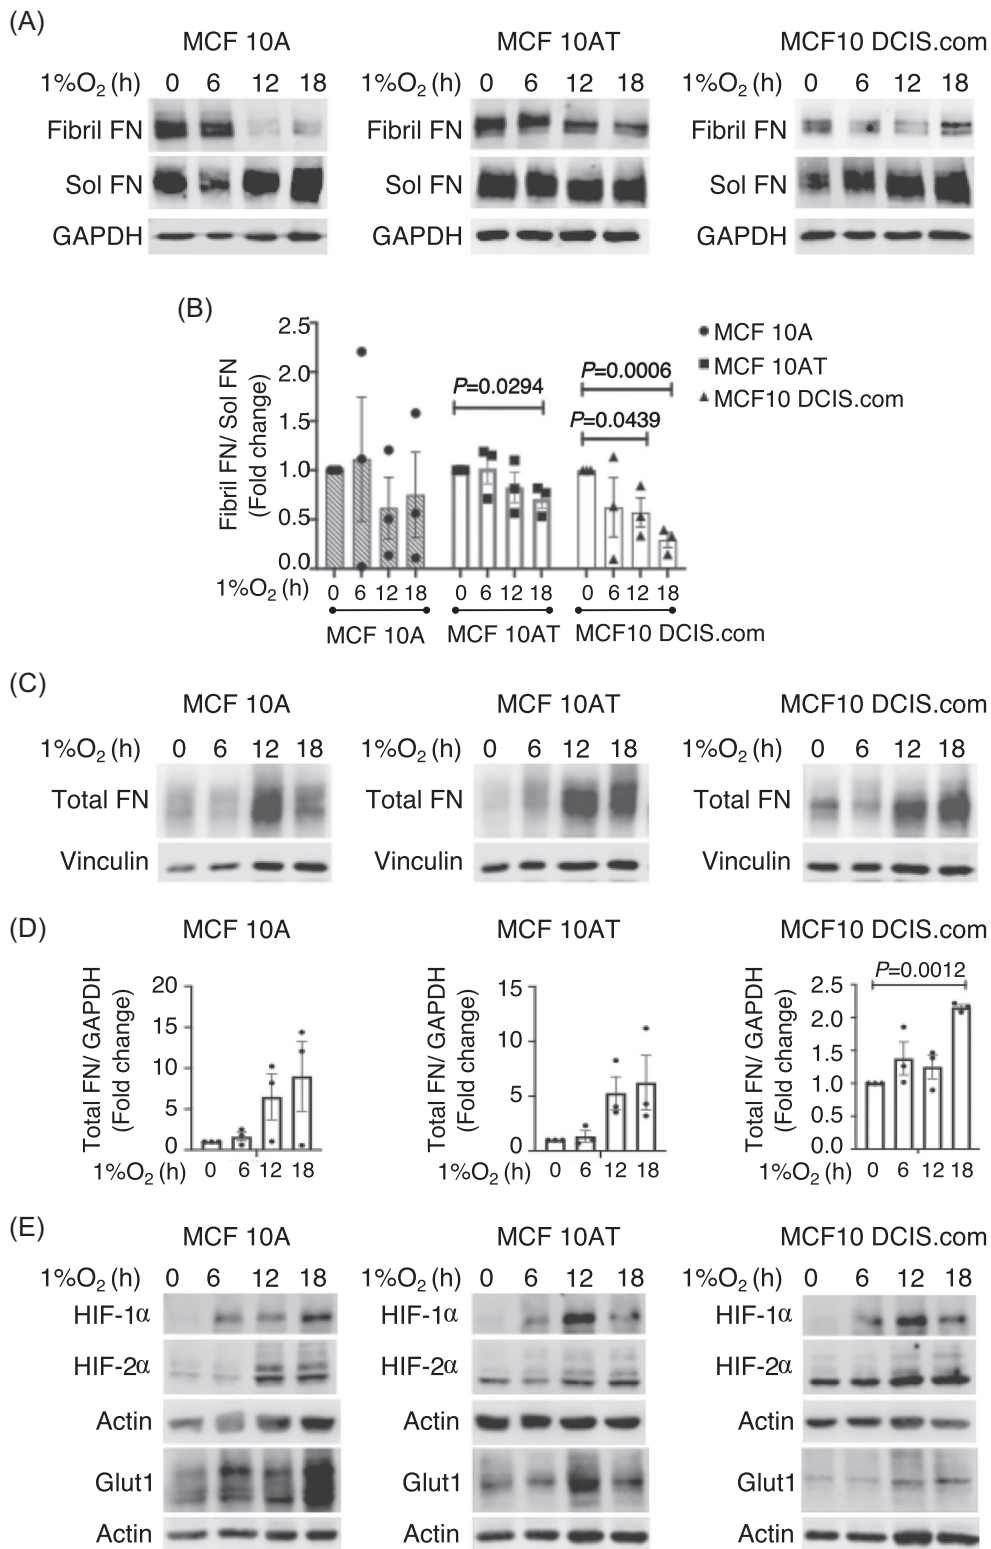 (A)
MCF 10A MCF 10AT MCF10 DCIS.com
1%O₂ (h) 0 6 12 18 1%O₂ (h) 0 6 12 18 1%O₂ (h) 0 6 12 18
Fibril FN Fibril FN Fibril FN
Sol FN Sol FN Sol FN
GAPDH GAPDH GAPDH
(B)
Fibril FN/ Sol FN
(Fold change)
2.5
2.0
1.5
1.0
0.5
0.0
P=0.0294
P=0.0006
P=0.0439
MCF 10A
MCF 10AT
MCF10 DCIS.com
1%O₂ (h) 0 6 12 18 0 6 12 18 0 6 12 18
MCF 10A MCF 10AT MCF10 DCIS.com
(C)
MCF 10A MCF 10AT MCF10 DCIS.com
1%O₂ (h) 0 6 12 18 1%O₂ (h) 0 6 12 18 1%O₂ (h) 0 6 12 18
Total FN Total FN Total FN
Vinculin Vinculin Vinculin
(D)
MCF 10A MCF 10AT MCF10 DCIS.com
Total FN/ GAPDH
(Fold change)
20
15
10
5
0
1%O₂ (h) 0 6 12 18
Total FN/ GAPDH
(Fold change)
15
10
5
0
1%O₂ (h) 0 6 12 18
Total FN/ GAPDH
(Fold change)
P=0.0012
2.5
2.0
1.5
1.0
0.5
0.0
1%O₂ (h) 0 6 12 18
(E)
MCF 10A MCF 10AT MCF10 DCIS.com
1%O₂ (h) 0 6 12 18 1%O₂ (h) 0 6 12 18 1%O₂ (h) 0 6 12 18
HIF-1α HIF-1α HIF-1α
HIF-2α HIF-2α HIF-2α
Actin Actin Actin
Glut1 Glut1 Glut1
Actin Actin Actin